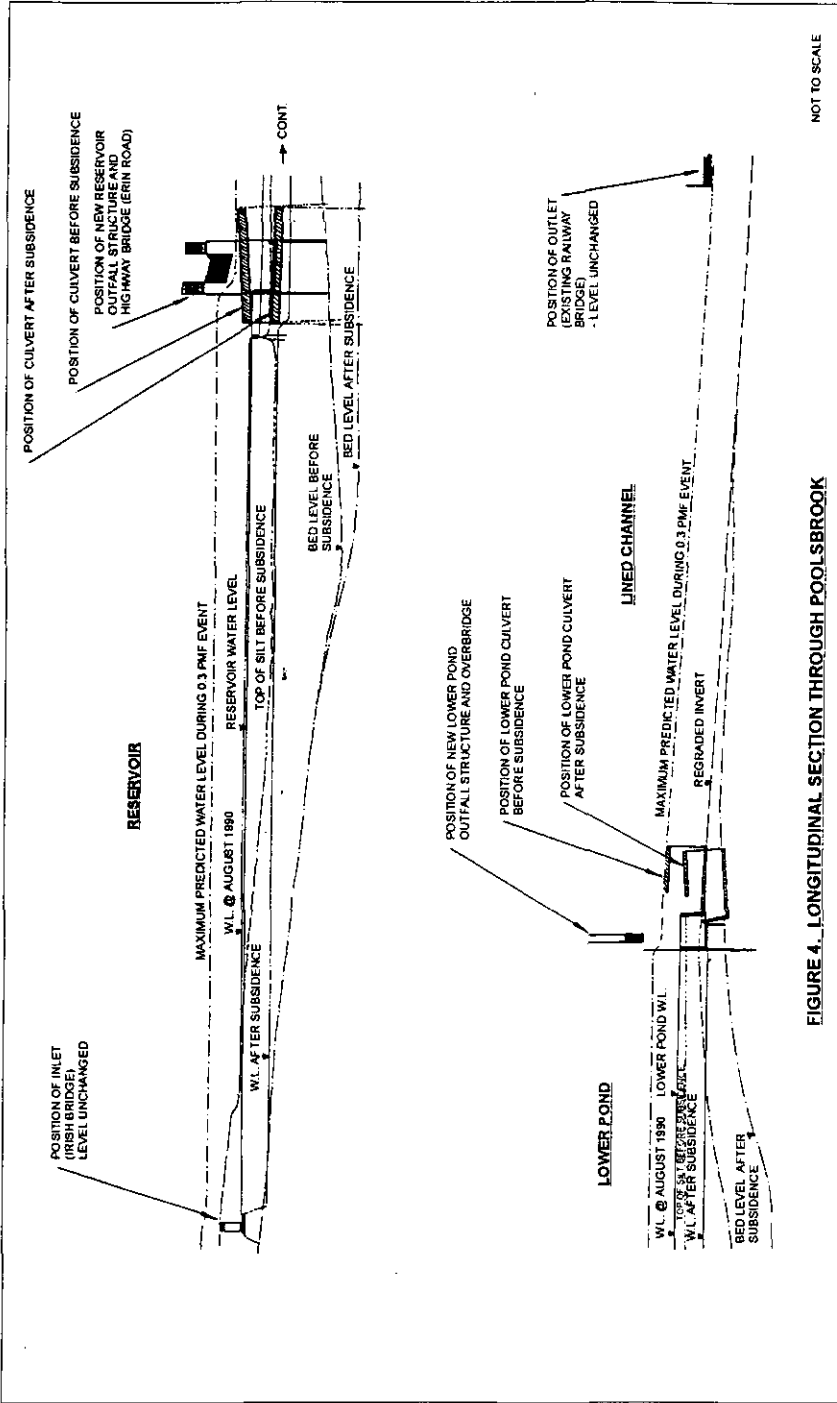 RESERVOIR
POSITION OF INLET
(IRISH BRIDGE)
LEVEL UNCHANGED
MAXIMUM PREDICTED WATER LEVEL DURING 0.3 PMF EVENT
W.L. @ AUGUST 1990
RESERVOIR WATER LEVEL
W.L. AFTER SUBSIDENCE
TOP OF SILT BEFORE SUBSIDENCE
BED LEVEL BEFORE
SUBSIDENCE
BED LEVEL AFTER SUBSIDENCE
POSITION OF CULVERT AFTER SUBSIDENCE
POSITION OF CULVERT BEFORE SUBSIDENCE
POSITION OF NEW RESERVOIR
OUTFALL STRUCTURE AND
HIGHWAY BRIDGE (ERIN ROAD)
CONT.
LOWER POND
W.L. @ AUGUST 1990
LOWER POND W.L.
TOP OF SILT BEFORE SUBSIDENCE
W.L. AFTER SUBSIDENCE
BED LEVEL AFTER
SUBSIDENCE
POSITION OF NEW LOWER POND
OUTFALL STRUCTURE AND OVERBRIDGE
POSITION OF LOWER POND CULVERT
BEFORE SUBSIDENCE
POSITION OF LOWER POND CULVERT
AFTER SUBSIDENCE
LINED CHANNEL
MAXIMUM PREDICTED WATER LEVEL DURING 0.3 PMF EVENT
REGRADED INVERT
POSITION OF OUTLET
(EXISTING RAILWAY
BRIDGE)
- LEVEL UNCHANGED
FIGURE 4. LONGITUDINAL SECTION THROUGH POOLSBROOK
NOT TO SCALE